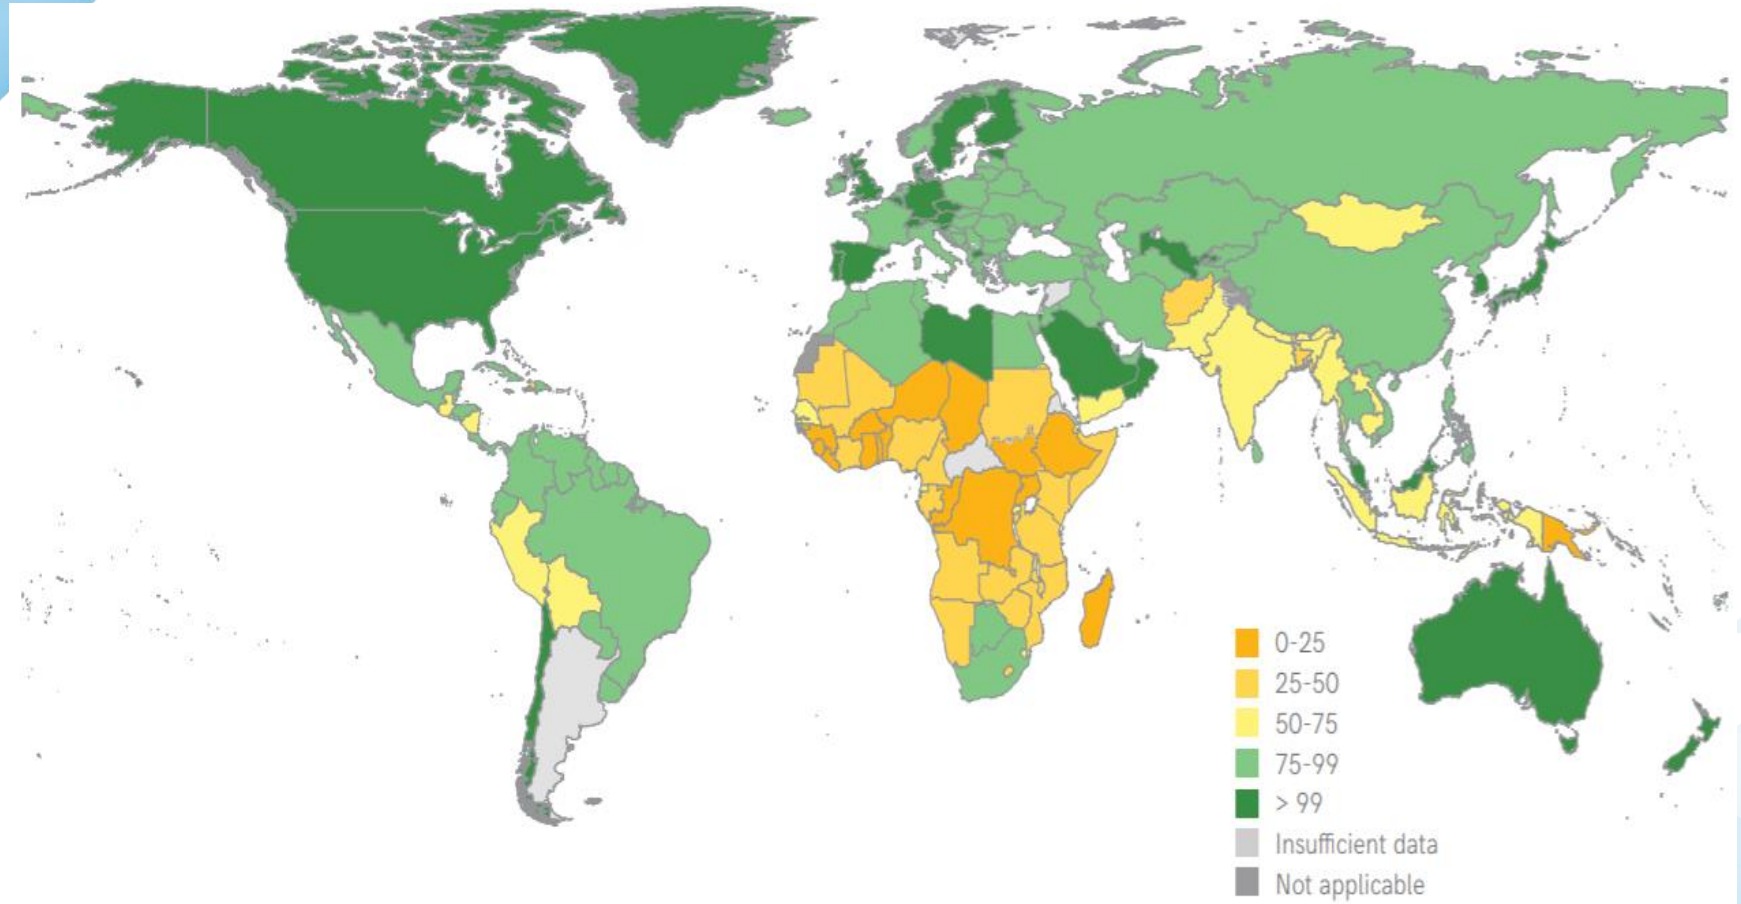 0-25
25-50
50-75
75-99
> 99
Insufficient data
Not applicable